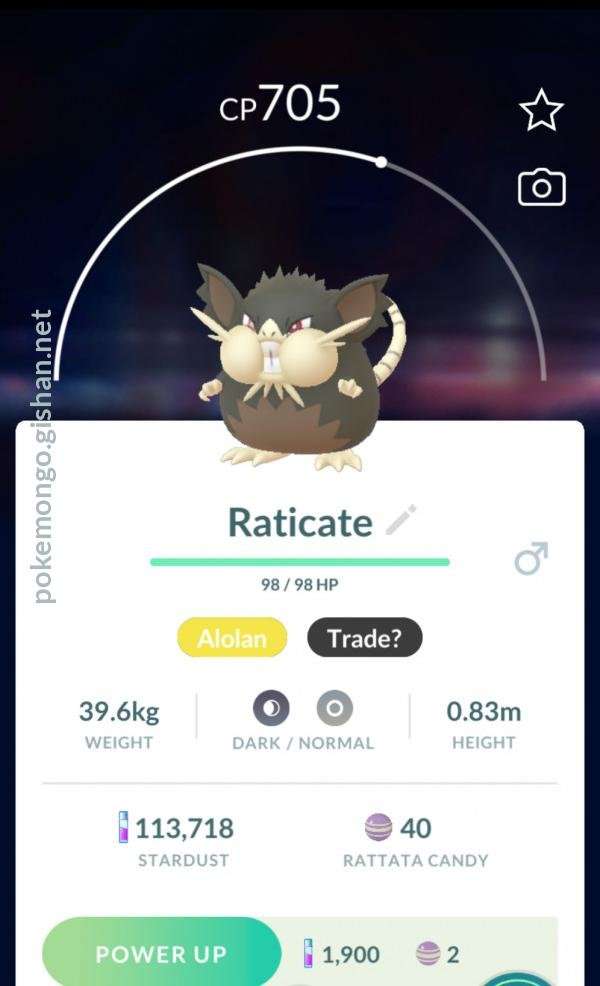 CP705
pokemongo.gishan.net
Raticate
98 / 98 HP
Alolan Trade?
39.6kg 0.83m
WEIGHT DARK / NORMAL HEIGHT
113,718 40
STARDUST RATTATA CANDY
POWER UP 1,900 2